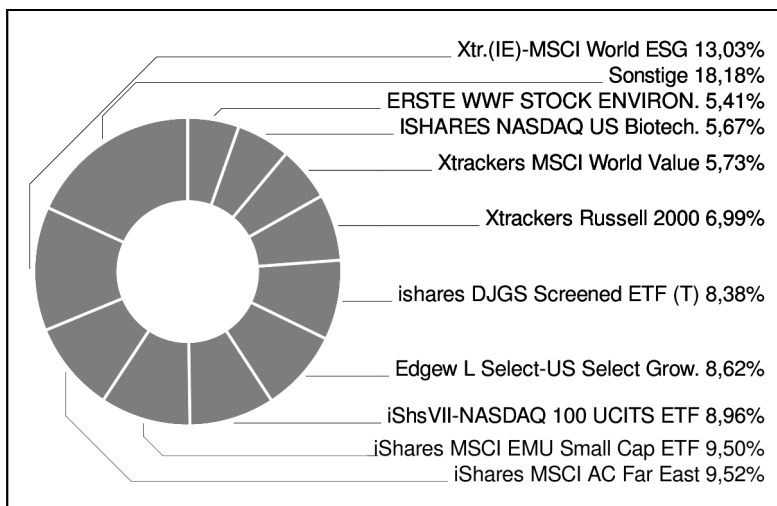 Xtr.(IE)-MSCI World ESG 13,03%
Sonstige 18,18%
ERSTE WWF STOCK ENVIRON. 5,41%
ISHARES NASDAQ US Biotech. 5,67%
Xtrackers MSCI World Value 5,73%
Xtrackers Russell 2000 6,99%
ishares DJGS Screened ETF (T) 8,38%
Edgew L Select-US Select Grow. 8,62%
iShsVII-NASDAQ 100 UCITS ETF 8,96%
iShares MSCI EMU Small Cap ETF 9,50%
iShares MSCI AC Far East 9,52%